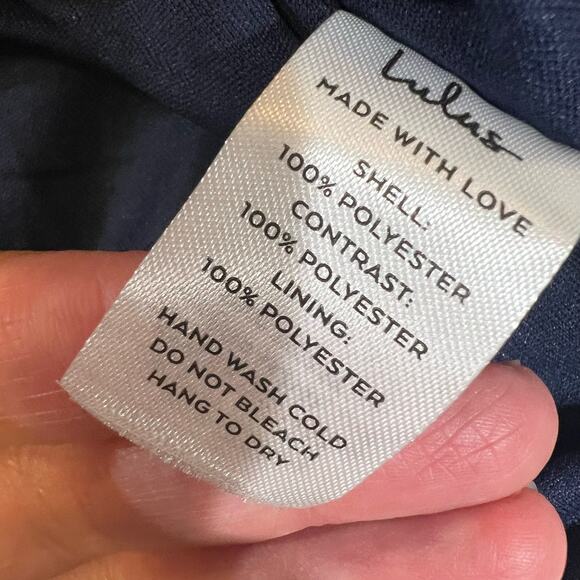 Lulus
MADE WITH LOVE
SHELL:
100% POLYESTER
CONTRAST:
100% POLYESTER
LINING:
100% POLYESTER
HAND WASH COLD
DO NOT BLEACH
HANG TO DRY